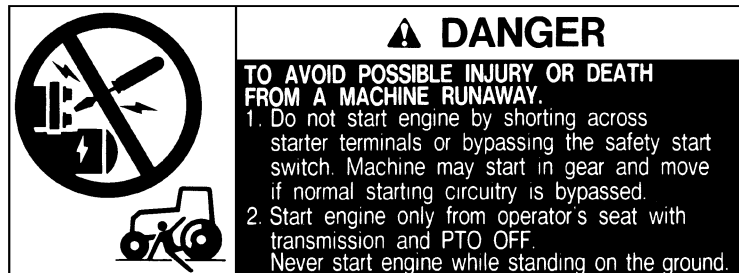 DANGER
TO AVOID POSSIBLE INJURY OR DEATH
FROM A MACHINE RUNAWAY.
1. Do not start engine by shorting across
starter terminals or bypassing the safety start
switch. Machine may start in gear and move
if normal starting circuitry is bypassed.
2. Start engine only from operator's seat with
transmission and PTO OFF.
Never start engine while standing on the ground.